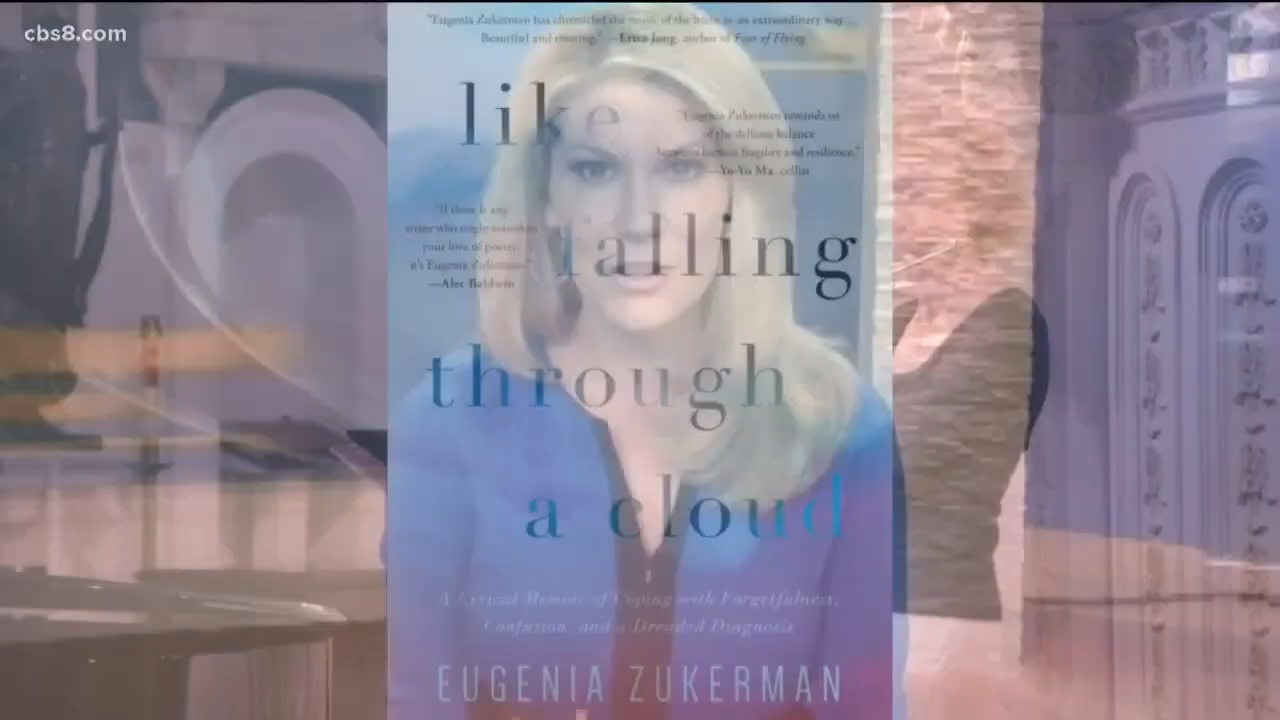 cbs8.com
"Eugenia Zukerman has chronicled the music of the brain in an extraordinary way...
Beautiful and riveting." —Erica Jong, author of Fear of Flying
like
"Eugenia Zukerman reminds us
of the delicate balance
between human fragility and resilience."
—Yo-Yo Ma, cellist
"If there is any
writer who might
your love of poetry,
it's Eugenia Zukerman."
—Alec Baldwin
falling
through
a cloud
A Lyrical Memoir of Coping with Forgetfulness,
Confusion, and a Dreaded Diagnosis
EUGENIA ZUKERMAN